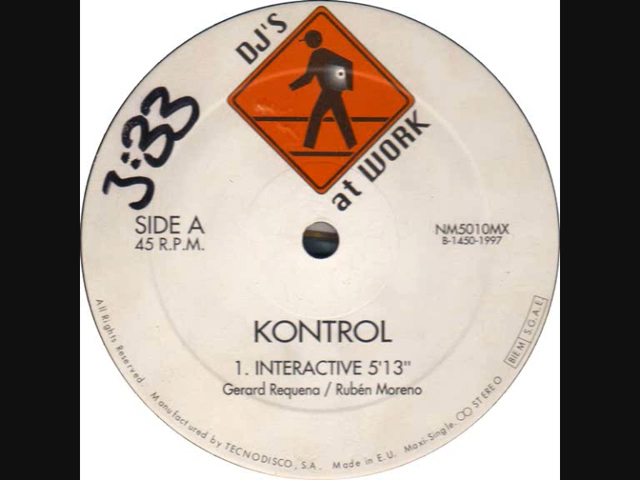 DJ'S
at WORK
3:33
SIDE A
45 R.P.M.
NM5010MX
B-1450-1997
KONTROL
1. INTERACTIVE 5'13"
Gerard Requena / Rubén Moreno
BIEM S.G.A.E.
All Rights Reserved. Manufactured by TECNODISCO, S.A. Made in E.U. Maxi-Single. STEREO